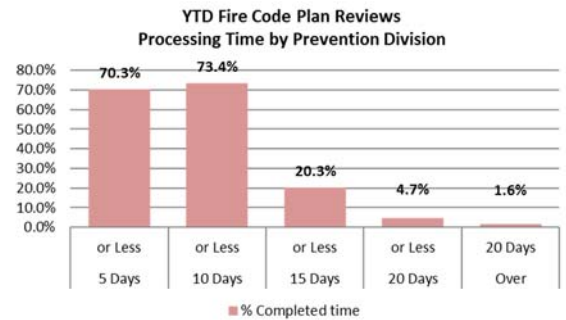 YTD Fire Code Plan Reviews
Processing Time by Prevention Division
80.0%
70.0%
60.0%
50.0%
40.0%
30.0%
20.0%
10.0%
0.0%
70.3%
73.4%
20.3%
4.7%
1.6%
or Less or Less or Less or Less 20 Days
5 Days 10 Days 15 Days 20 Days Over
% Completed time